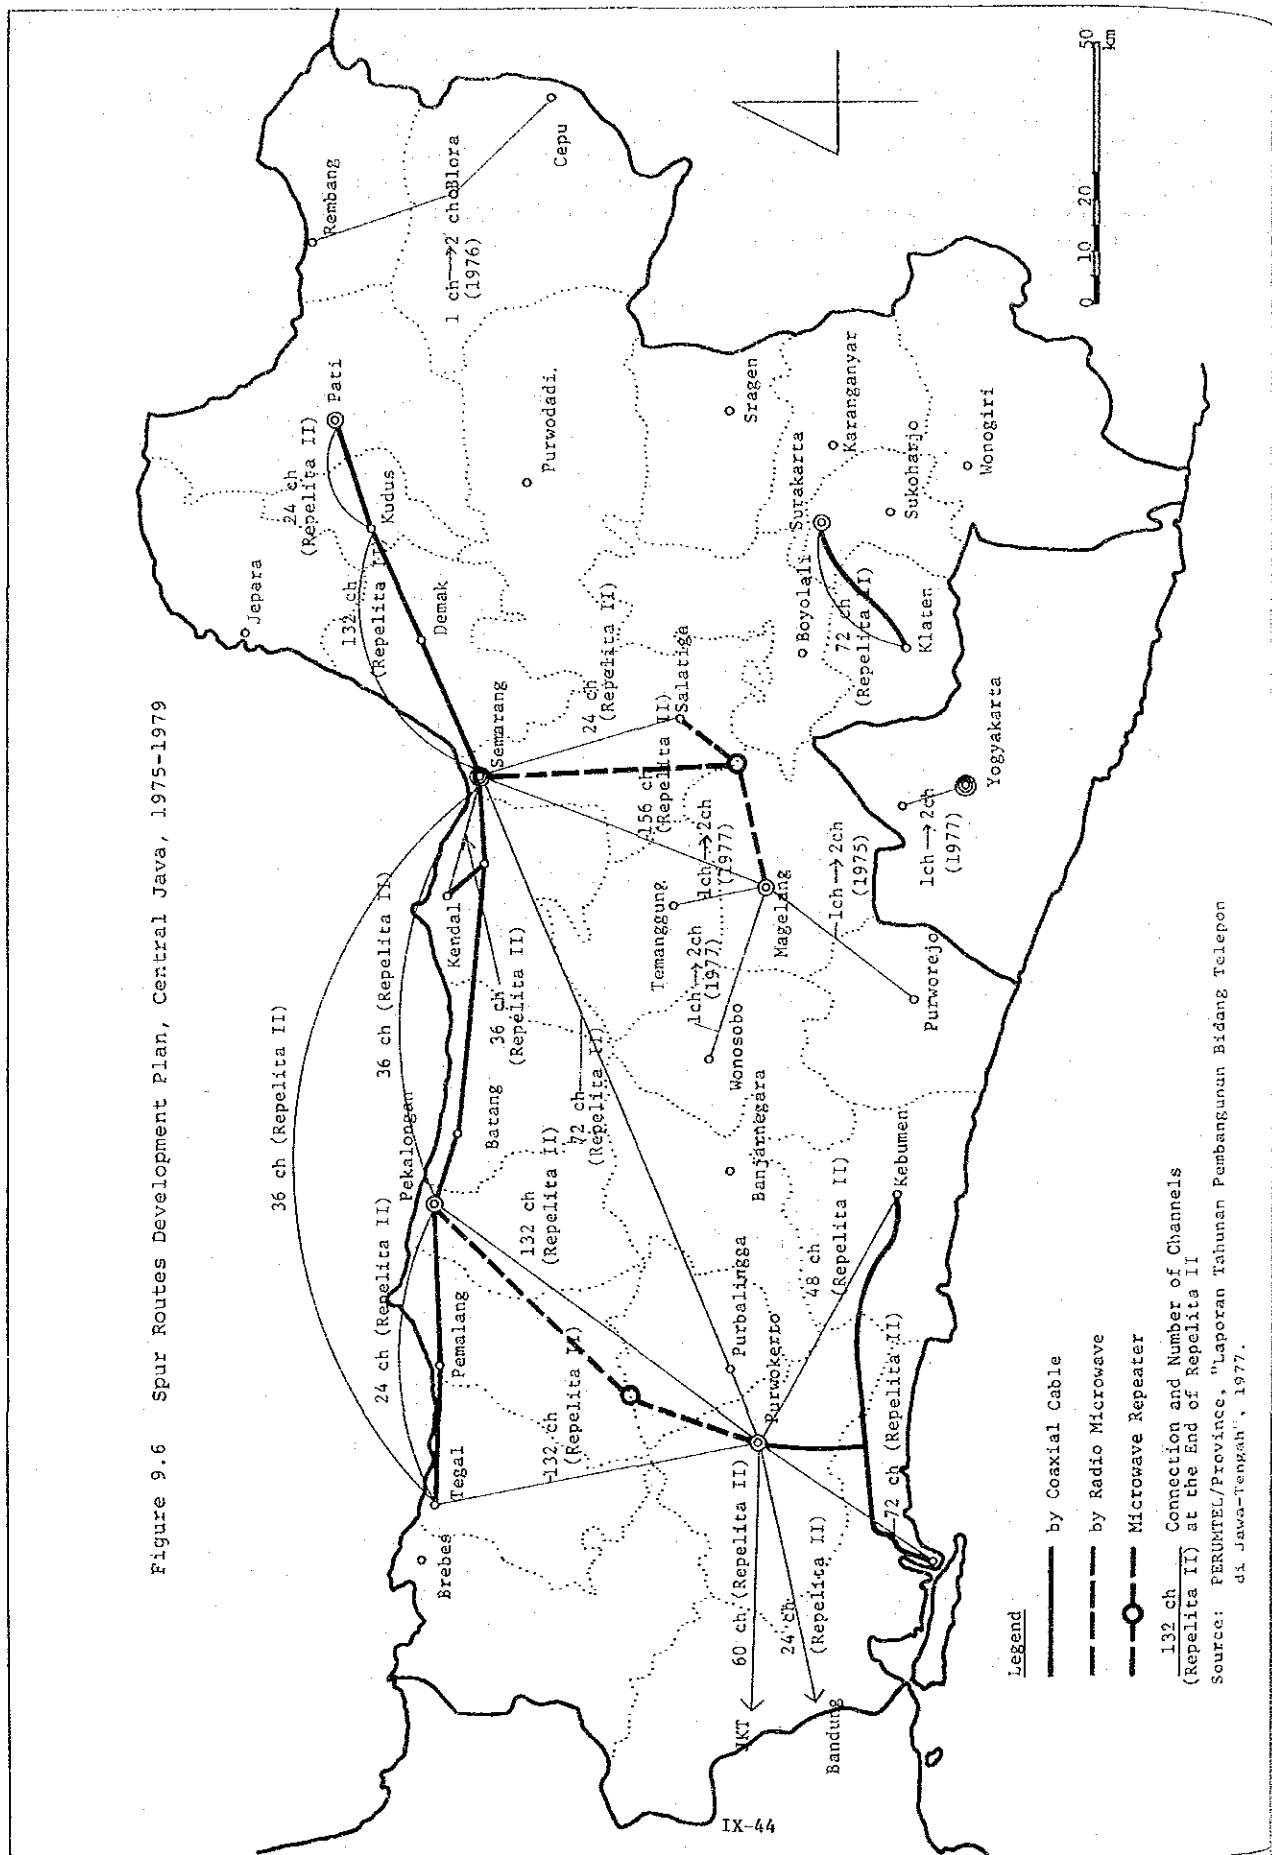 Figure 9.6 Spur Routes Development Plan, Central Java, 1975-1979
36 ch (Repelita II)
24 ch (Repelita II)
36 ch (Repelita II)
Brebes
Tegal
Pemalang
Pekalongan
Batang
Kendal
36 ch
(Repelita II)
Semarang
Demak
Kudus
Pati
Jepara
132 ch
(Repelita II)
24 ch
(Repelita II)
Rembang
1 ch→2 ch
(1976)
Blora
Cepu
Purwodadi
132 ch
(Repelita II)
132 ch
(Repelita II)
72 ch
(Repelita II)
24 ch
(Repelita II)
Salatiga
156 ch
(Repelita II)
1ch→2ch
(1977)
Temanggung
1ch→2ch
(1977)
Wonosobo
Magelang
1ch→2ch
(1975)
Purworejo
Banjarnegara
Purbalingga
Purwokerto
48 ch
(Repelita II)
Kebumen
72 ch (Repelita II)
60 ch (Repelita II)
JKT
24 ch
(Repelita II)
Bandung
Boyolali
Surakarta
72 ch
(Repelita II)
Klaten
Sragen
Karanganyar
Sukoharjo
Wonogiri
1ch→2ch
(1977)
Yogyakarta
0 10 20 50
km
Legend
by Coaxial Cable
by Radio Microwave
Microwave Repeater
132 ch Connection and Number of Channels
(Repelita II) at the End of Repelita II
Source: PERUMTEL/Province, "Laporan Tahunan Pembangunan Bidang Telepon
di Jawa-Tengah", 1977.
IX-44